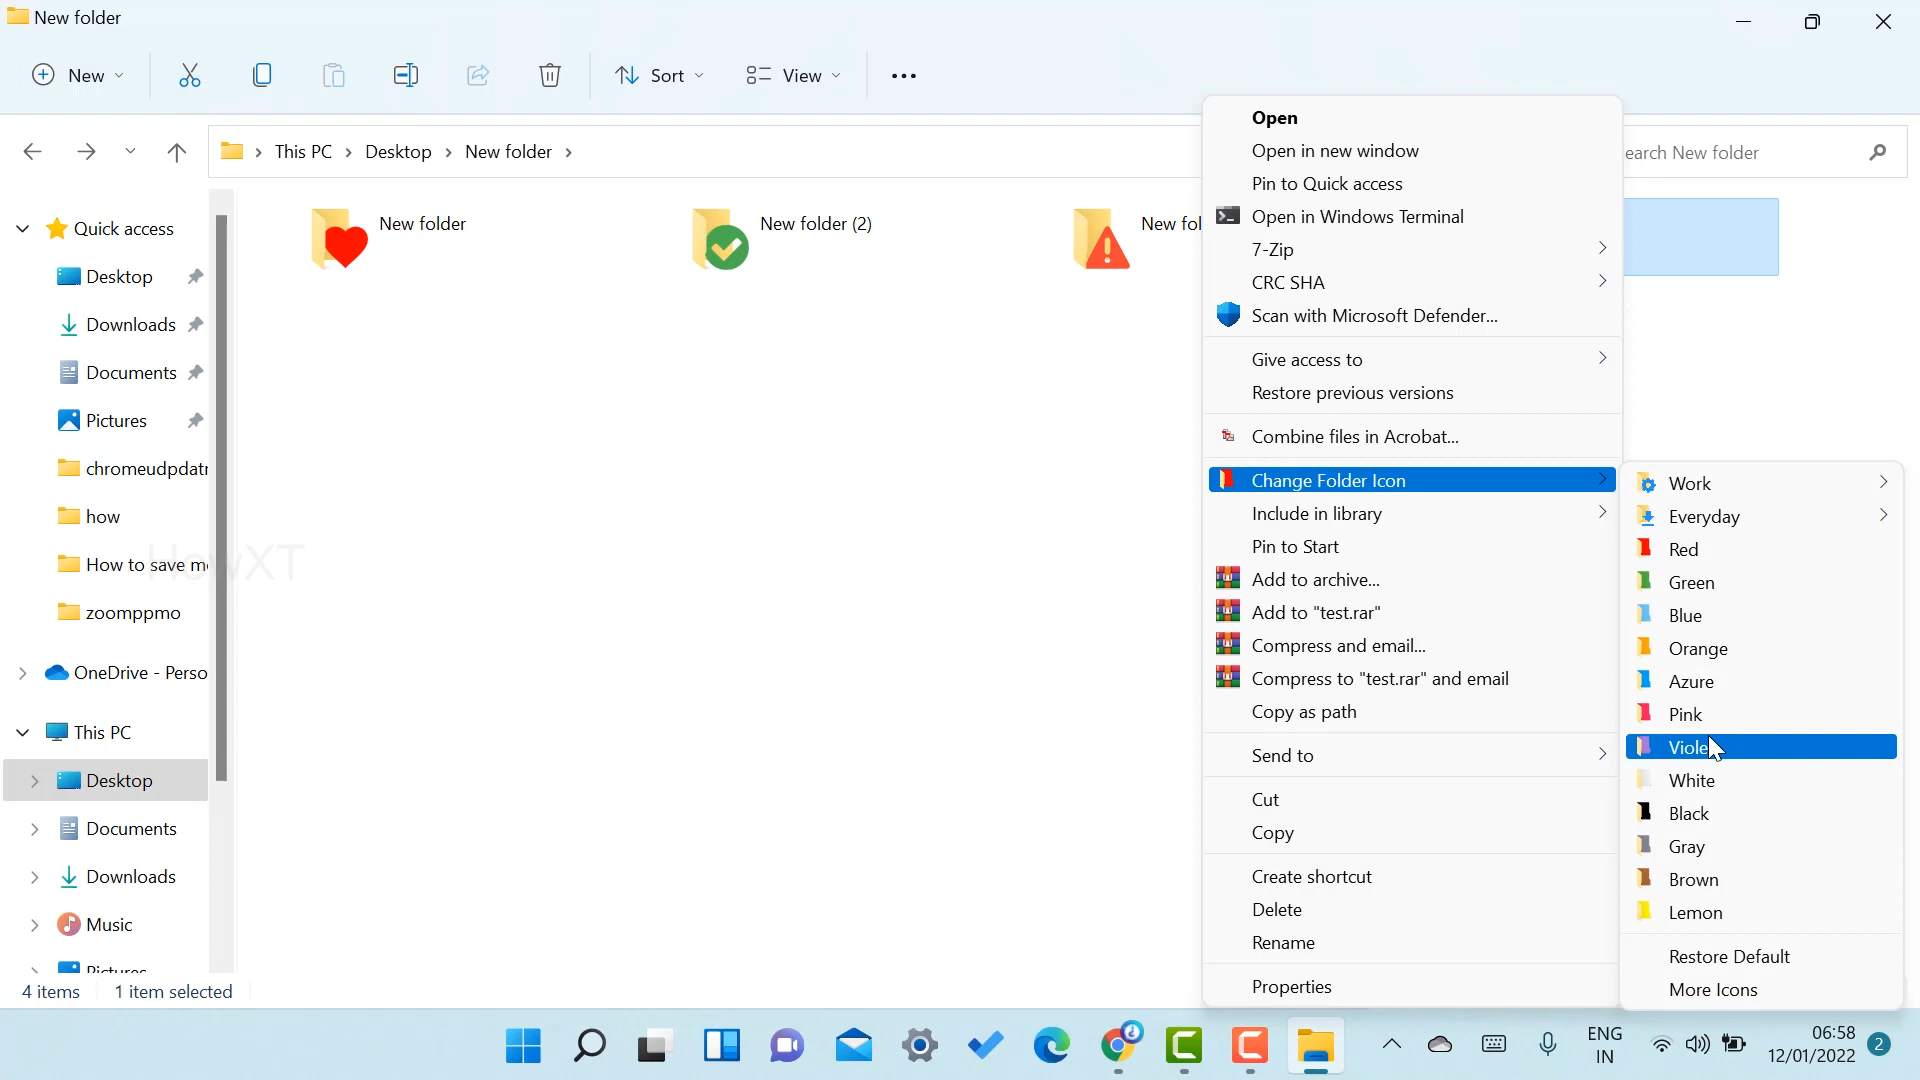 New folder
New
Sort
View
This PC
Desktop
New folder
earch New folder
Quick access
Desktop
Downloads
Documents
Pictures
chromeudpdatr
how
How to save me
zoomppmo
OneDrive - Perso
This PC
Desktop
Documents
Downloads
Music
Pictures
4 items
1 item selected
HowXT
New folder
New folder (2)
New fol
Open
Open in new window
Pin to Quick access
Open in Windows Terminal
7-Zip
CRC SHA
Scan with Microsoft Defender...
Give access to
Restore previous versions
Combine files in Acrobat...
Change Folder Icon
Include in library
Pin to Start
Add to archive...
Add to "test.rar"
Compress and email...
Compress to "test.rar" and email
Copy as path
Send to
Cut
Copy
Create shortcut
Delete
Rename
Properties
Work
Everyday
Red
Green
Blue
Orange
Azure
Pink
Viole
White
Black
Gray
Brown
Lemon
Restore Default
More Icons
ENG
IN
06:58
12/01/2022
2